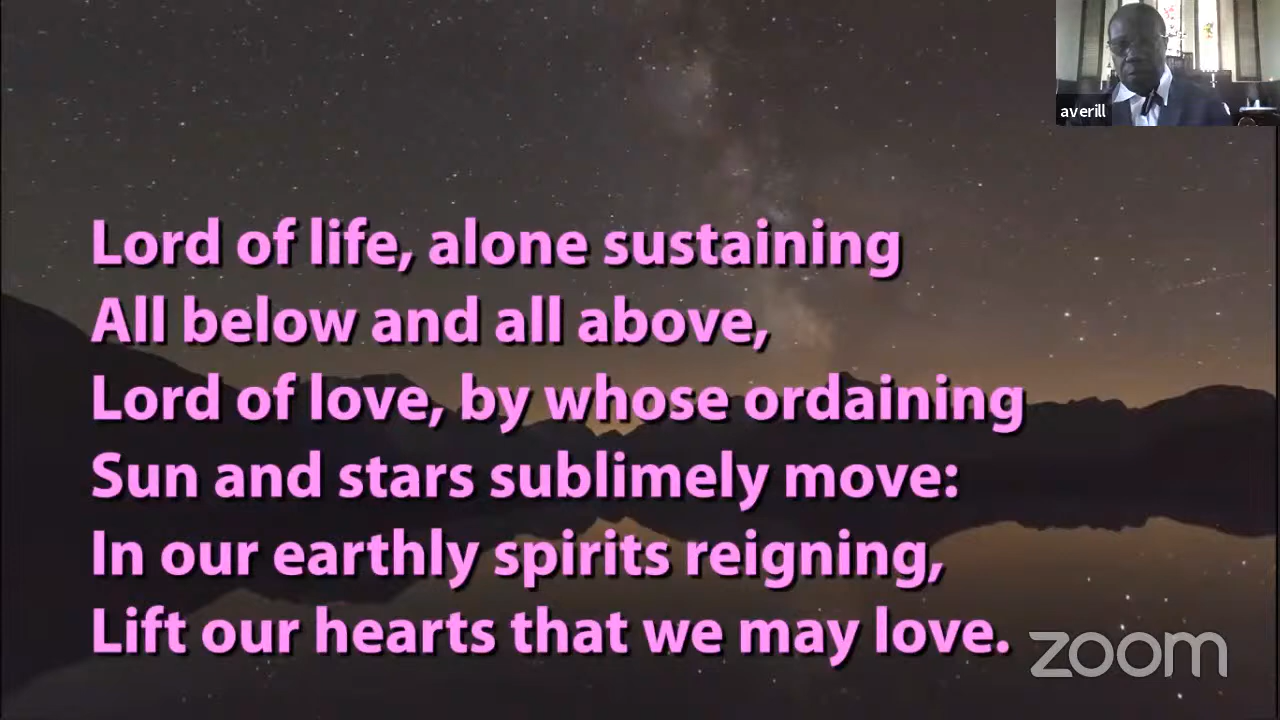 averill
Lord of life, alone sustaining
All below and all above,
Lord of love, by whose ordaining
Sun and stars sublimely move:
In our earthly spirits reigning,
Lift our hearts that we may love.
zoom